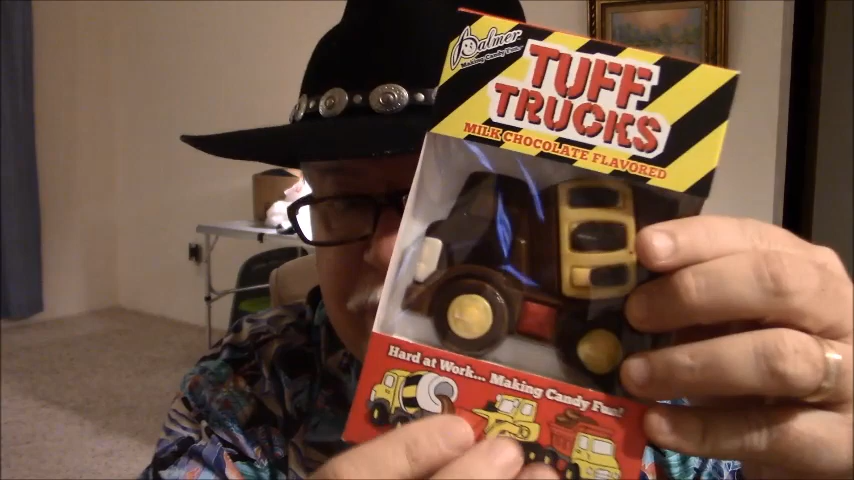 Palmer
"Making Candy Fun."
TUFF
TRUCKS
MILK CHOCOLATE FLAVORED
Hard at Work... Making Candy Fun!